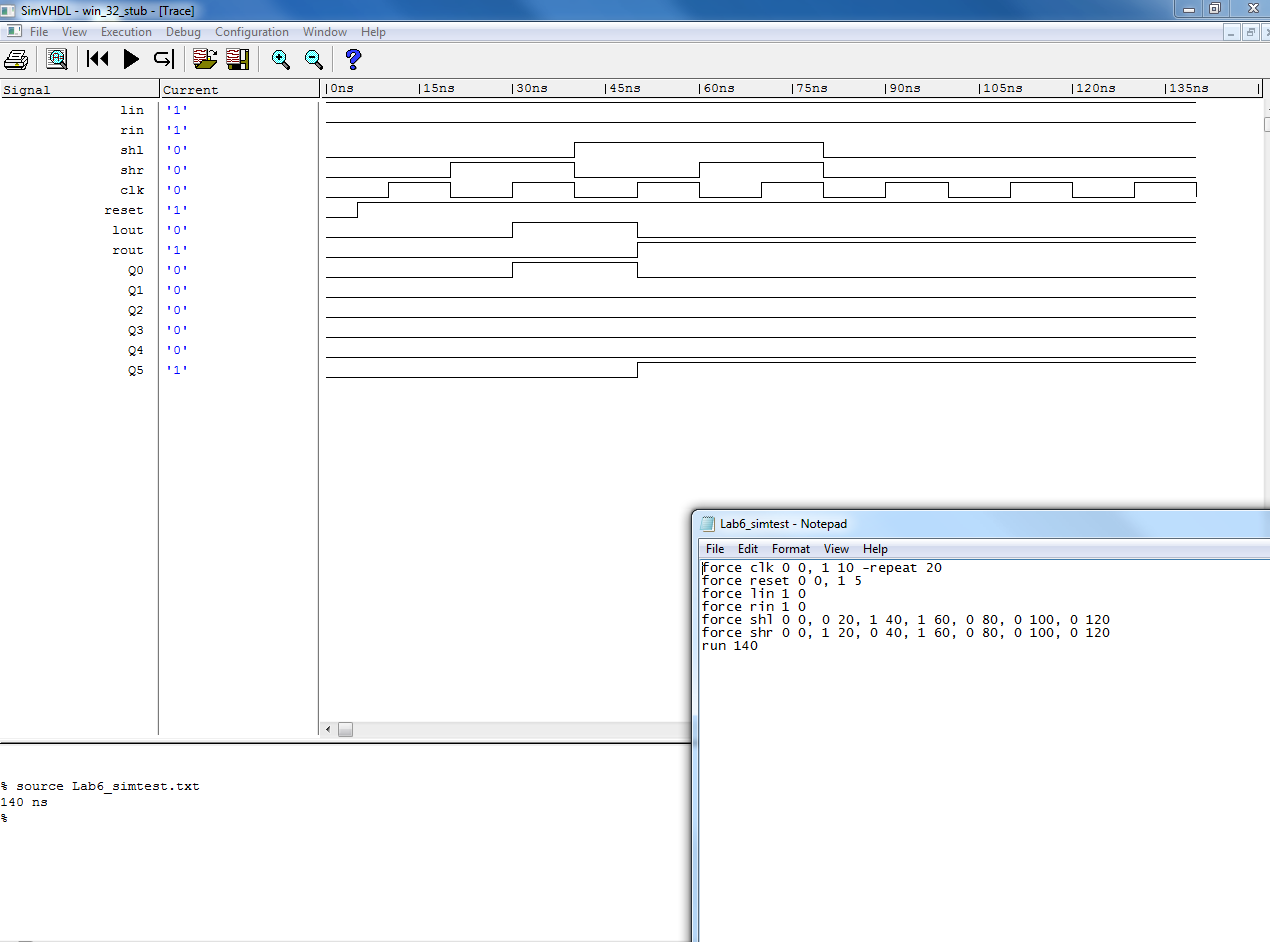 SimVHDL - win_32_stub - [Trace]
File View Execution Debug Configuration Window Help
Signal Current |0ns |15ns |30ns |45ns |60ns |75ns |90ns |105ns |120ns |135ns |
lin '1'
rin '1'
shl '0'
shr '0'
clk '0'
reset '1'
lout '0'
rout '1'
Q0 '0'
Q1 '0'
Q2 '0'
Q3 '0'
Q4 '0'
Q5 '1'
Lab6_simtest - Notepad
File Edit Format View Help
force clk 0 0, 1 10 -repeat 20
force reset 0 0, 1 5
force lin 1 0
force rin 1 0
force shl 0 0, 0 20, 1 40, 1 60, 0 80, 0 100, 0 120
force shr 0 0, 1 20, 0 40, 1 60, 0 80, 0 100, 0 120
run 140
% source Lab6_simtest.txt
140 ns
%